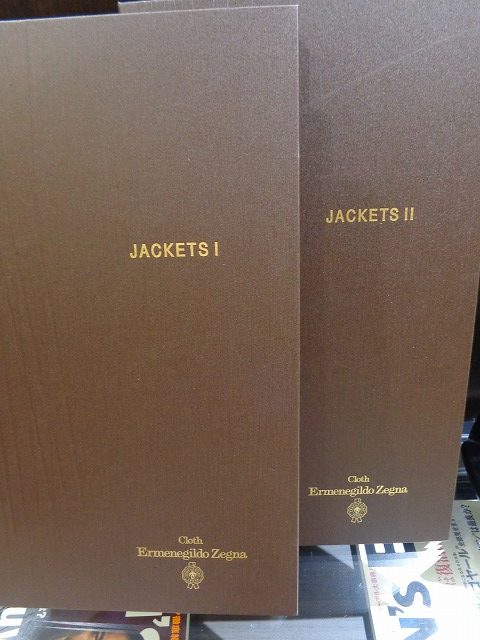 JACKETS I
Cloth
Ermenegildo Zegna
JACKETS II
Cloth
Ermenegildo Zegna